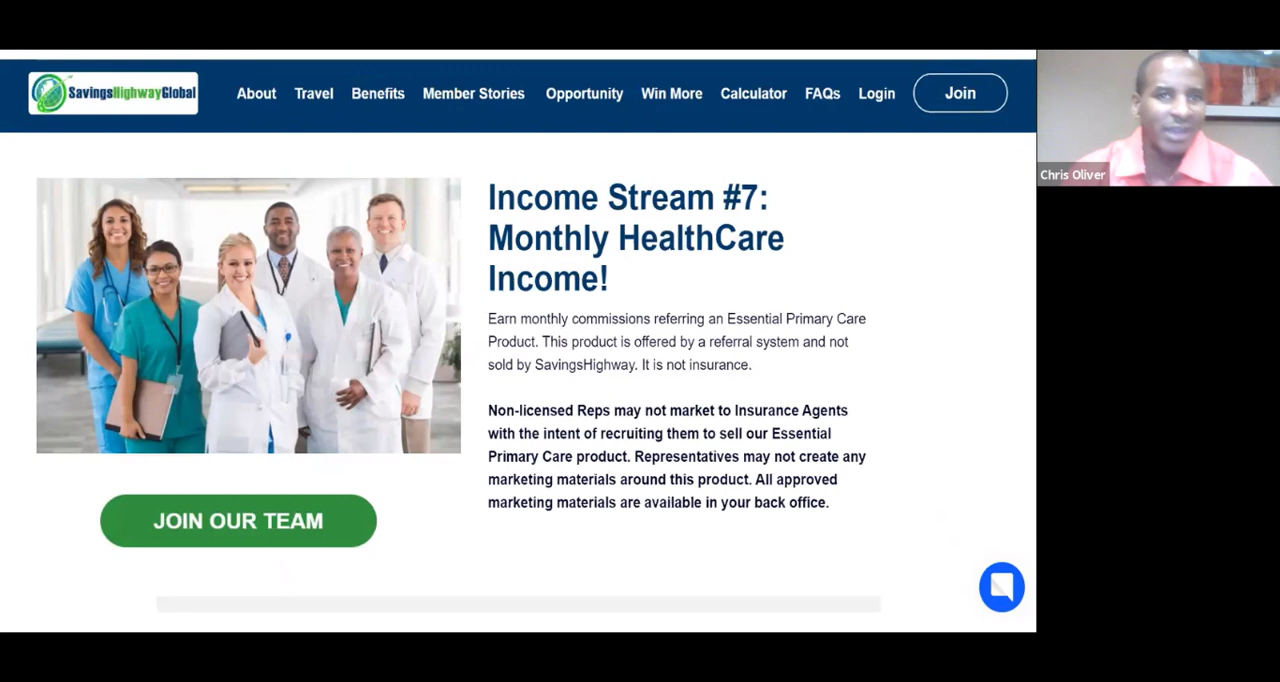 SavingsHighwayGlobal
About Travel Benefits Member Stories Opportunity Win More Calculator FAQs Login Join
Chris Oliver
Income Stream #7:
Monthly HealthCare
Income!
Earn monthly commissions referring an Essential Primary Care
Product. This product is offered by a referral system and not
sold by SavingsHighway. It is not insurance.
Non-licensed Reps may not market to Insurance Agents
with the intent of recruiting them to sell our Essential
Primary Care product. Representatives may not create any
marketing materials around this product. All approved
marketing materials are available in your back office.
JOIN OUR TEAM